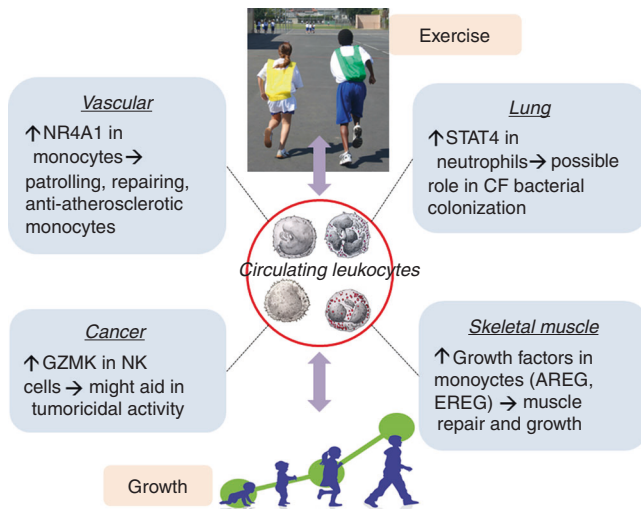 Exercise
Vascular
↑NR4A1 in
monocytes →
patrolling, repairing,
anti-atherosclerotic
monocytes
Lung
↑STAT4 in
neutrophils → possible
role in CF bacterial
colonization
Circulating leukocytes
Cancer
↑GZMK in NK
cells → might aid in
tumoricidal activity
Skeletal muscle
↑ Growth factors in
monoyctes (AREG,
EREG) → muscle
repair and growth
Growth